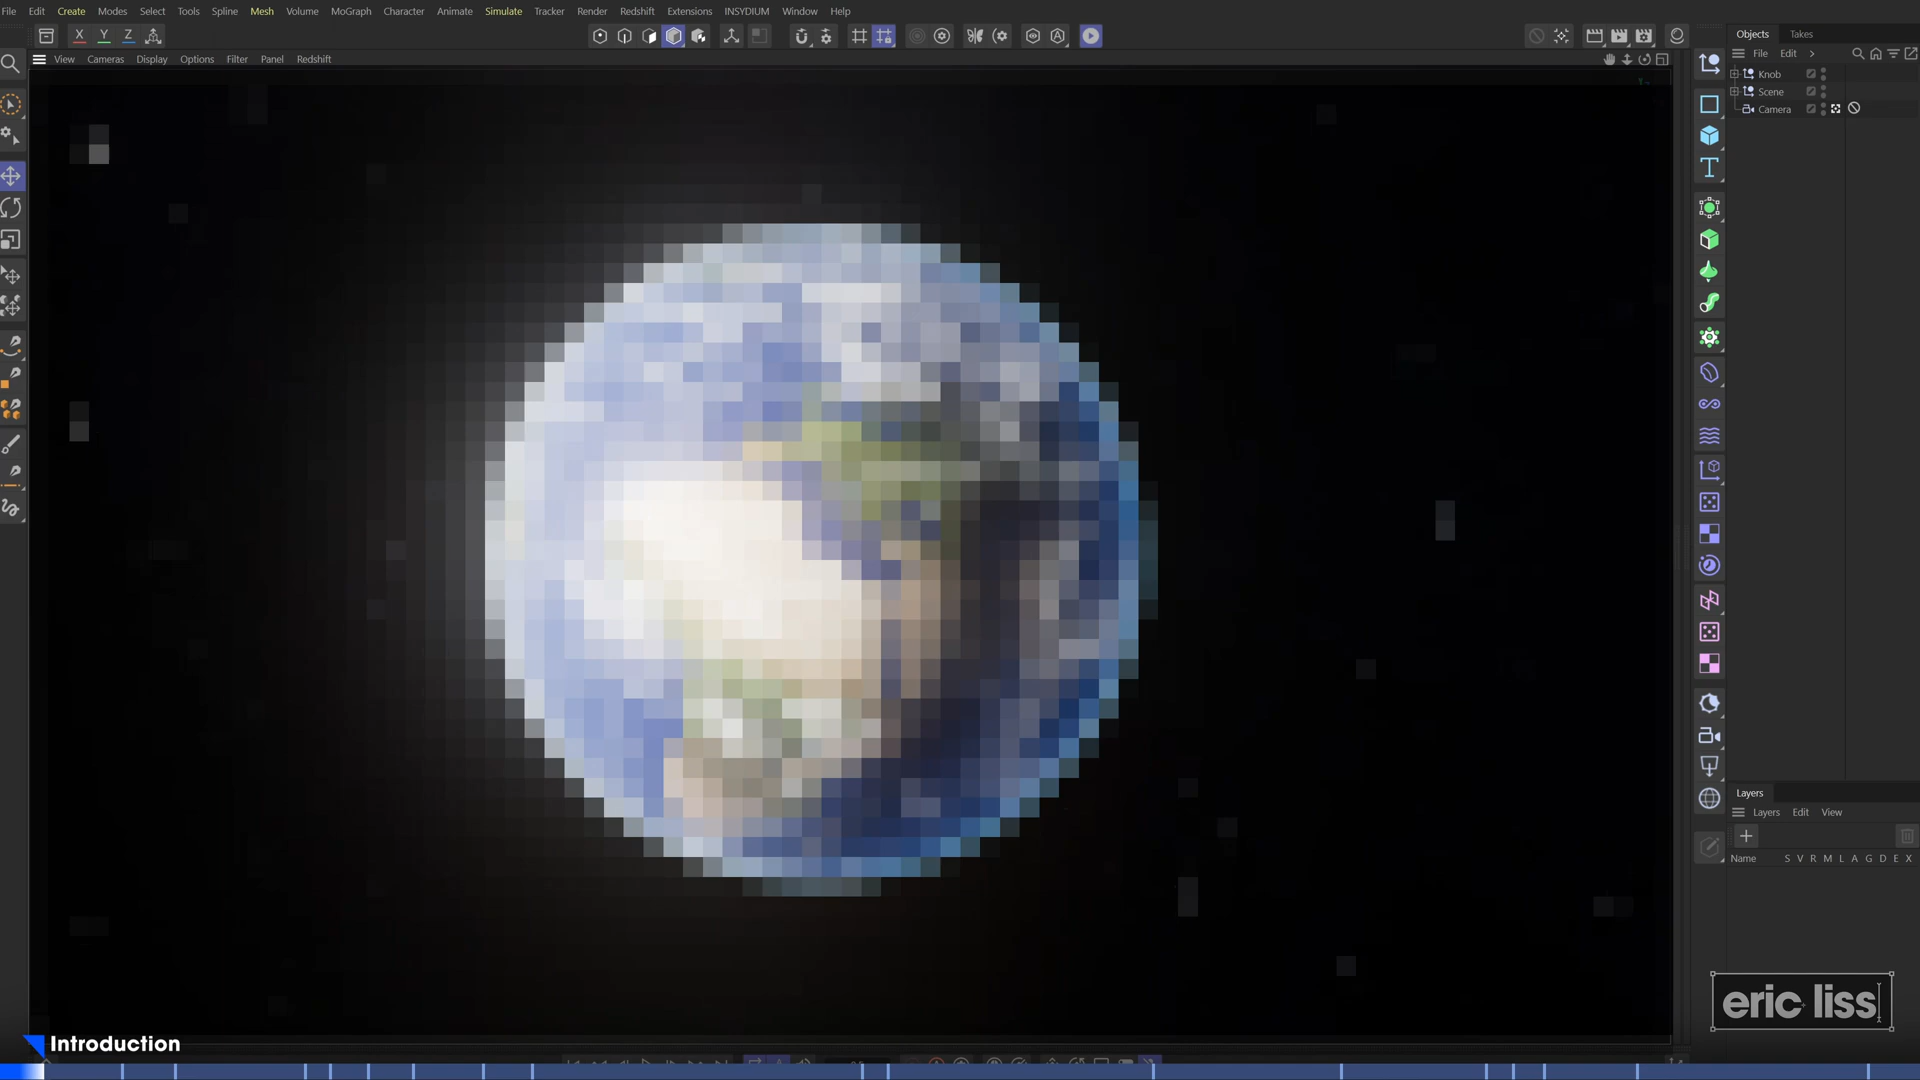 File Edit Create Modes Select Tools Spline Mesh Volume MoGraph Character Animate Simulate Tracker Render Redshift Extensions INSYDIUM Window Help
X Y Z
View Cameras Display Options Filter Panel Redshift
Objects Takes
File Edit
Knob
Scene
Camera
Layers
Layers Edit View
Name S V R M L A G D E X
eric liss
Introduction